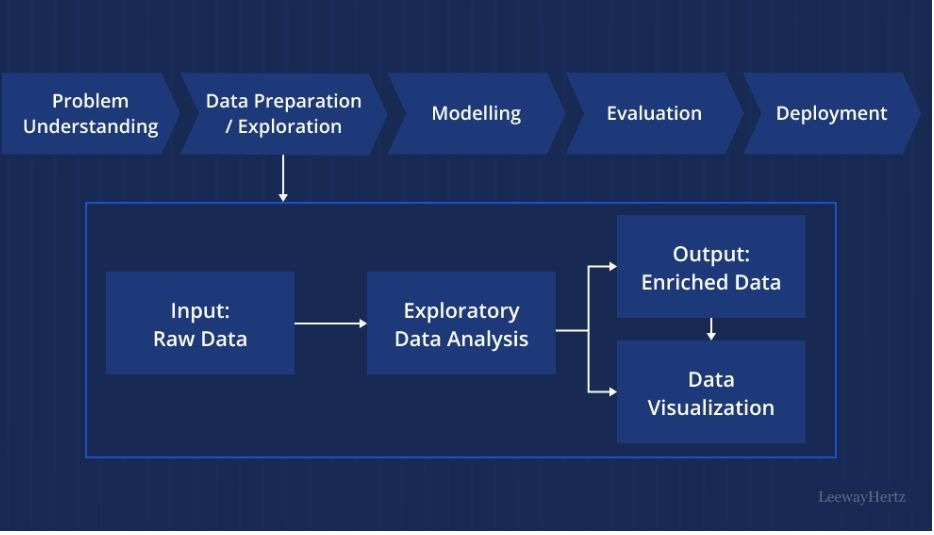 Problem
Understanding
Data Preparation
/ Exploration
Modelling
Evaluation
Deployment
Input:
Raw Data
Exploratory
Data Analysis
Output:
Enriched Data
Data
Visualization
LeewayHertz